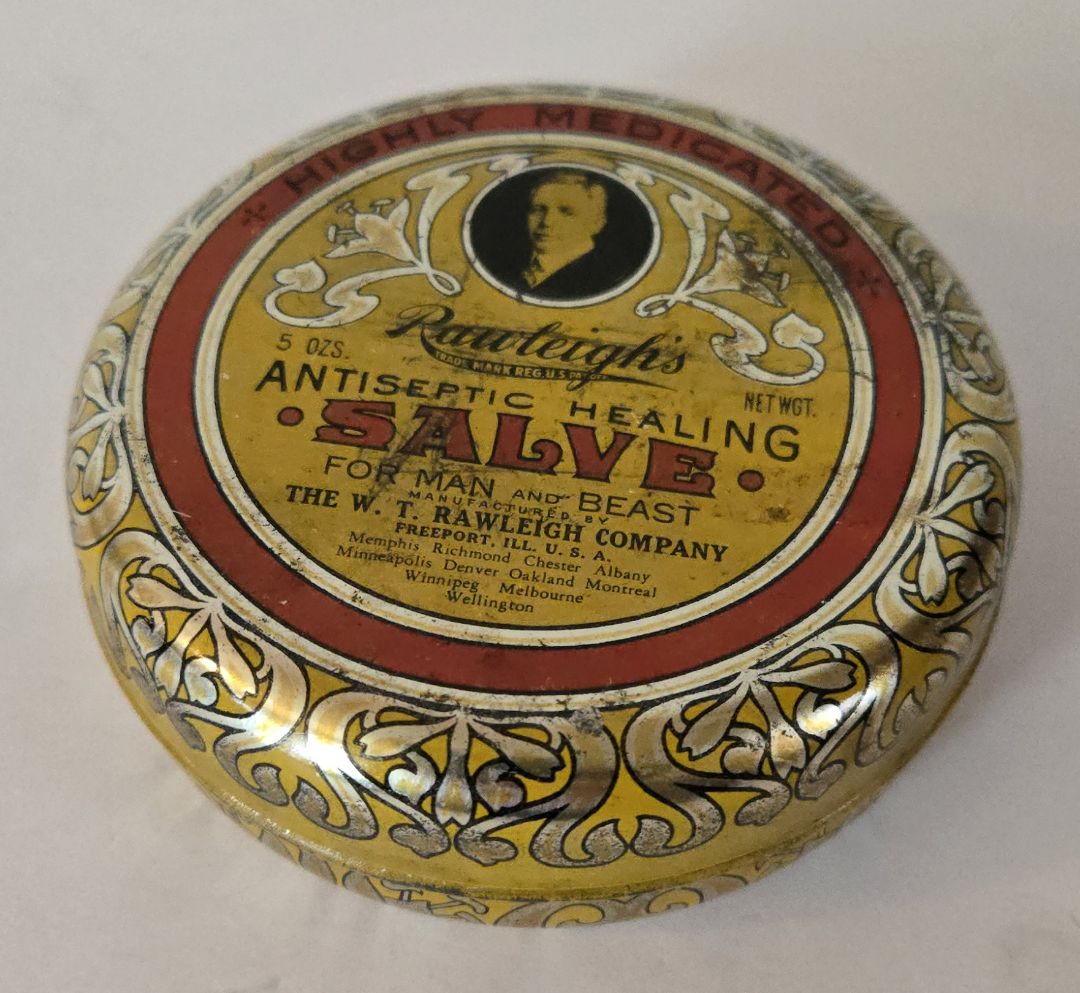 * HIGHLY MEDICATED *
Rawleigh's
TRADE MARK REG. U.S. PAT. OFF.
5 OZS. NET WGT.
ANTISEPTIC HEALING
• SALVE •
FOR MAN AND BEAST
MANUFACTURED BY
THE W. T. RAWLEIGH COMPANY
FREEPORT, ILL. U. S. A.
Memphis Richmond Chester Albany
Minneapolis Denver Oakland Montreal
Winnipeg Melbourne
Wellington